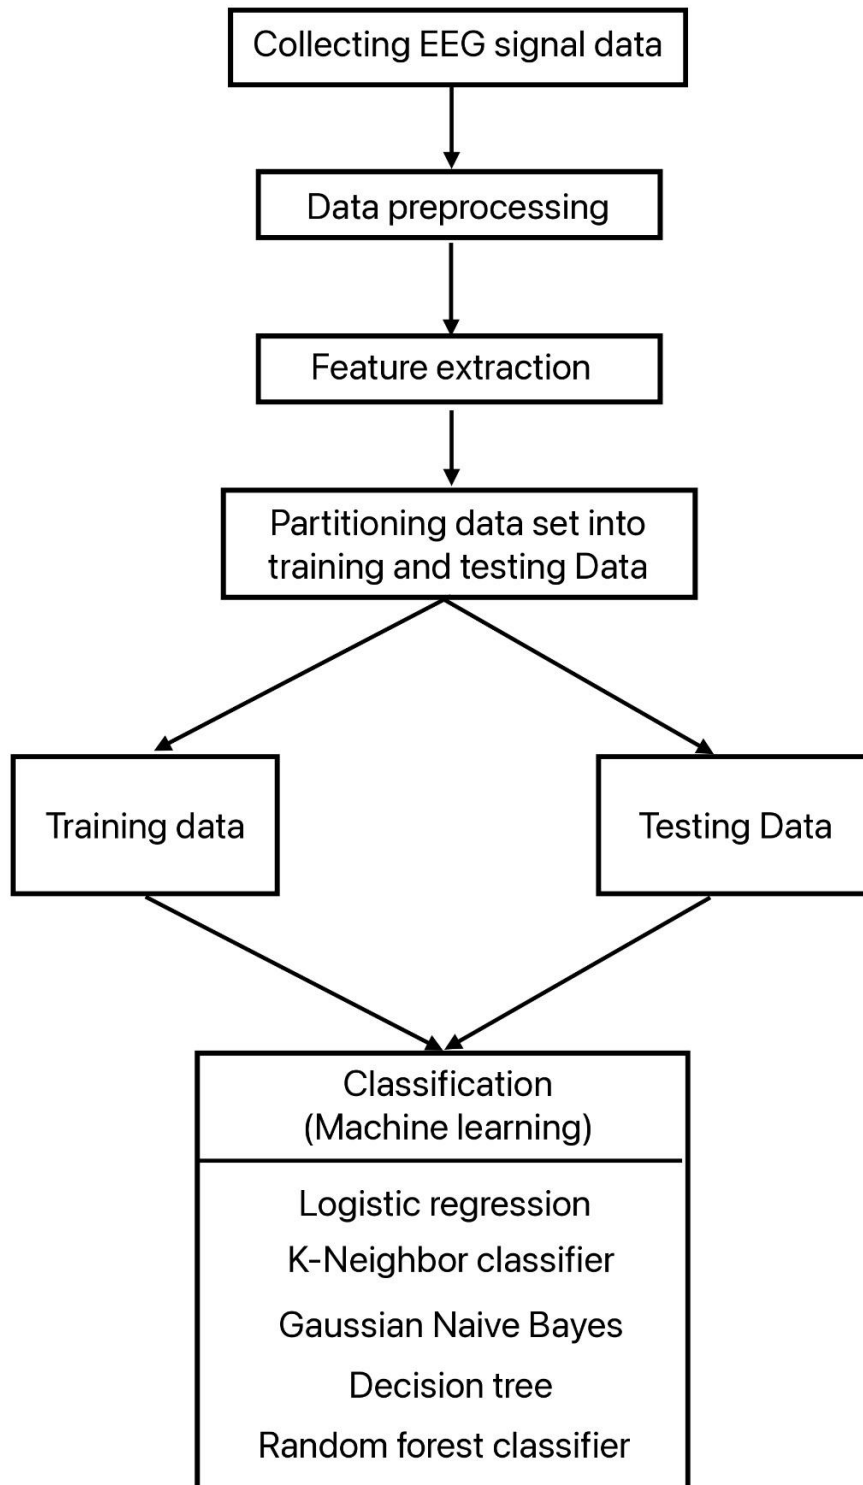 Collecting EEG signal data
Data preprocessing
Feature extraction
Partitioning data set into
training and testing Data
Training data
Testing Data
Classification
(Machine learning)
Logistic regression
K-Neighbor classifier
Gaussian Naive Bayes
Decision tree
Random forest classifier